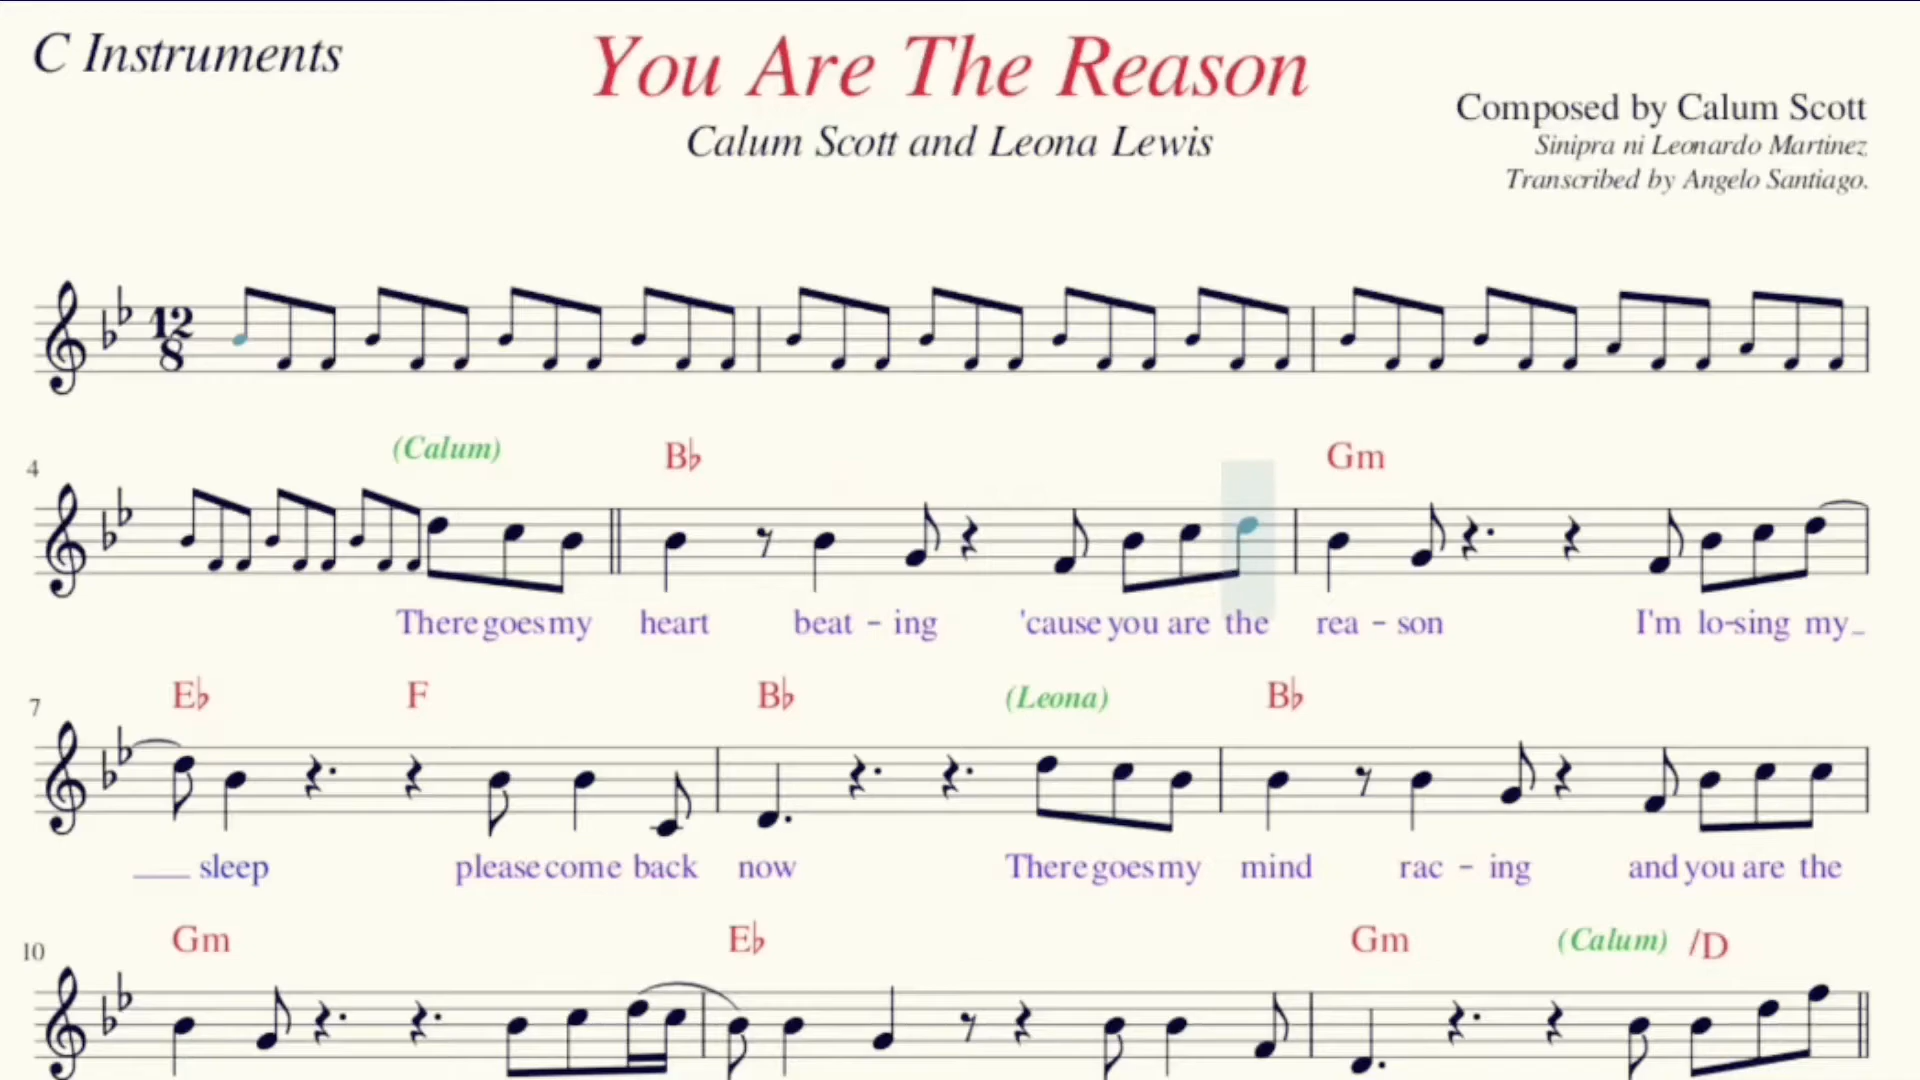 C Instruments
You Are The Reason
Calum Scott and Leona Lewis
Composed by Calum Scott
Sinipra ni Leonardo Martinez
Transcribed by Angelo Santiago.
12
8
4
(Calum) B♭ Gm
There goes my heart beat - ing 'cause you are the rea - son I'm lo-sing my_
7
E♭ F B♭ (Leona) B♭
___ sleep please come back now There goes my mind rac - ing and you are the
10
Gm E♭ Gm (Calum) /D